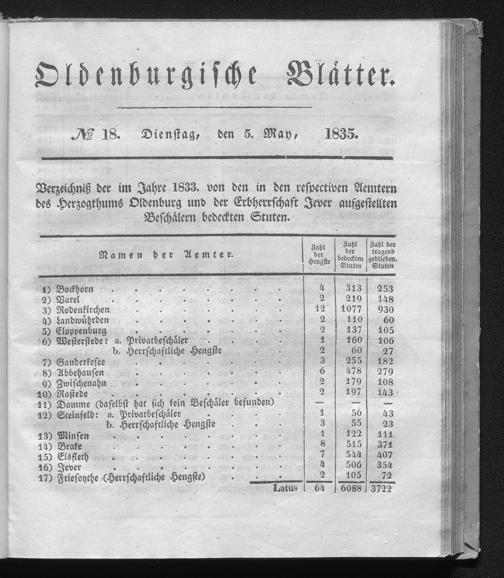 Oldenburgische Blätter.
№ 18. Dienstag, den 5. May, 1835.
Verzeichniß der im Jahre 1833. von den in den respectiven Aemtern
des Herzogthums Oldenburg und der Erbherrschaft Jever aufgestellten
Beschälern bedeckten Stuten.
Namen der Aemter. Zahl der Hengste Zahl der bedeckten Stuten Zahl der tragend geblieben. Stuten
1) Bockhorn . . . . . . . 4 313 253
2) Varel . . . . . . . 2 219 148
3) Rodenkirchen . . . . . . 12 1077 930
4) Landwührden . . . . . . 2 110 60
5) Cloppenburg . . . . . . 2 137 105
6) Westerstede: a. Privatbeschäler . . . . 1 160 106
b. Herrschaftliche Hengste . . . 2 60 27
7) Ganderkesee . . . . . . 3 255 182
8) Abbehausen . . . . . . 6 478 279
9) Zwischenahn . . . . . . 2 179 108
10) Rastede . . . . . . . 2 197 143
11) Damme (daselbst hat sich kein Beschäler befunden) — — —
12) Steinfeld: a. Privatbeschäler . . . . 1 56 43
b. Herrschaftliche Hengste . . . 3 55 23
13) Minsen . . . . . . . 1 122 111
14) Brake . . . . . . . 8 515 371
15) Elsfleth . . . . . . . 7 544 407
16) Jever . . . . . . . 4 506 354
17) Friesoythe (Herrschaftliche Hengste) . . . 2 105 72
Latus 64 6088 3722